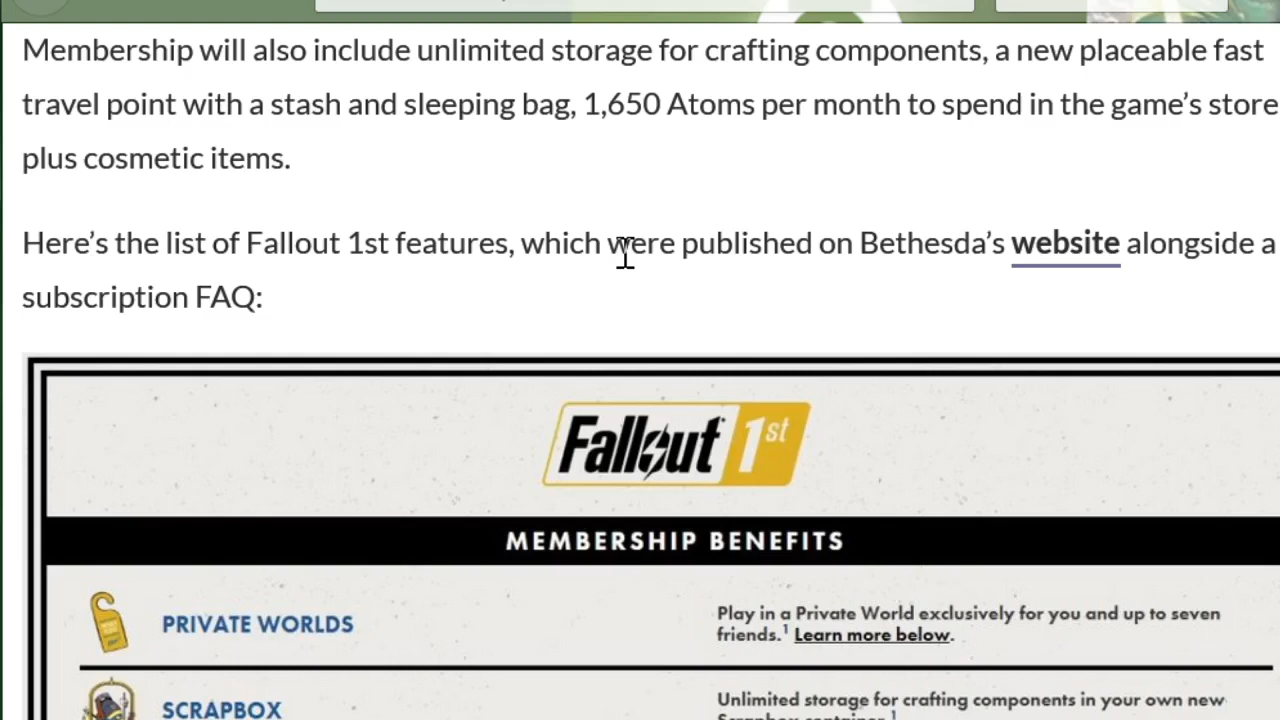 Membership will also include unlimited storage for crafting components, a new placeable fast
travel point with a stash and sleeping bag, 1,650 Atoms per month to spend in the game’s store
plus cosmetic items.
Here’s the list of Fallout 1st features, which were published on Bethesda’s website alongside a
subscription FAQ:
Fallout 1st
MEMBERSHIP BENEFITS
PRIVATE WORLDS
Play in a Private World exclusively for you and up to seven
friends.¹ Learn more below.
SCRAPBOX
Unlimited storage for crafting components in your own new
Scrapbox container.¹